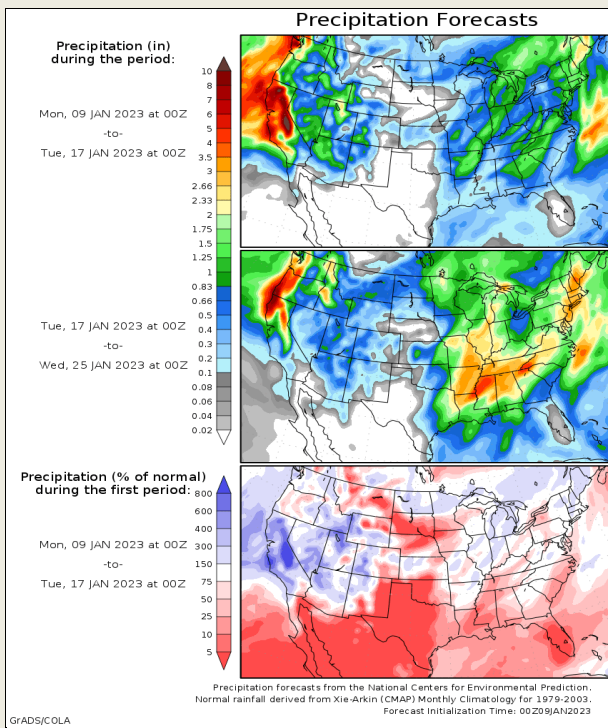 Precipitation Forecasts
Precipitation (in)
during the period:
Mon, 09 JAN 2023 at 00Z
-to-
Tue, 17 JAN 2023 at 00Z
10
8
7
6
5
4
3.5
3
2.66
2.33
2
1.75
1.5
1.25
1
0.83
0.66
0.5
0.4
0.3
0.2
0.1
0.08
0.06
0.04
0.02
Tue, 17 JAN 2023 at 00Z
-to-
Wed, 25 JAN 2023 at 00Z
Precipitation (% of normal)
during the first period:
Mon, 09 JAN 2023 at 00Z
-to-
Tue, 17 JAN 2023 at 00Z
800
600
400
300
150
75
50
25
10
5
Precipitation forecasts from the National Centers for Environmental Prediction.
Normal rainfall derived from Xie-Arkin (CMAP) Monthly Climatology for 1979-2003.
Forecast Initialization Time: 00Z09JAN2023
GrADS/COLA